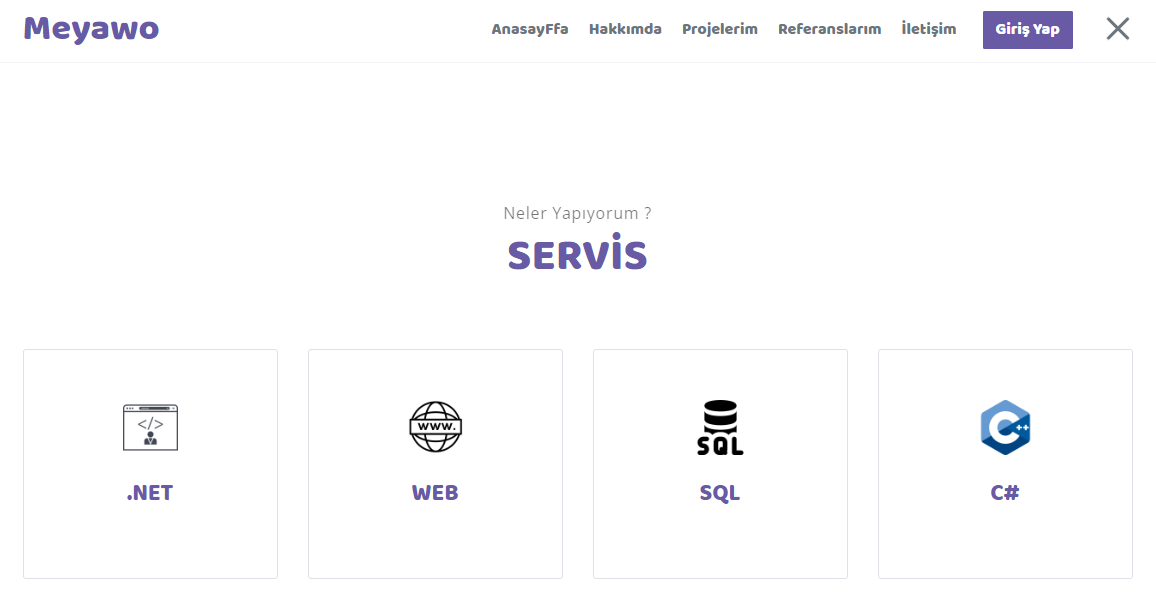 Meyawo
AnasayFfa Hakkımda Projelerim Referanslarım İletişim Giriş Yap
Neler Yapıyorum ?
SERVİS
</>
WWW.
SQL
C++
.NET
WEB
SQL
C#